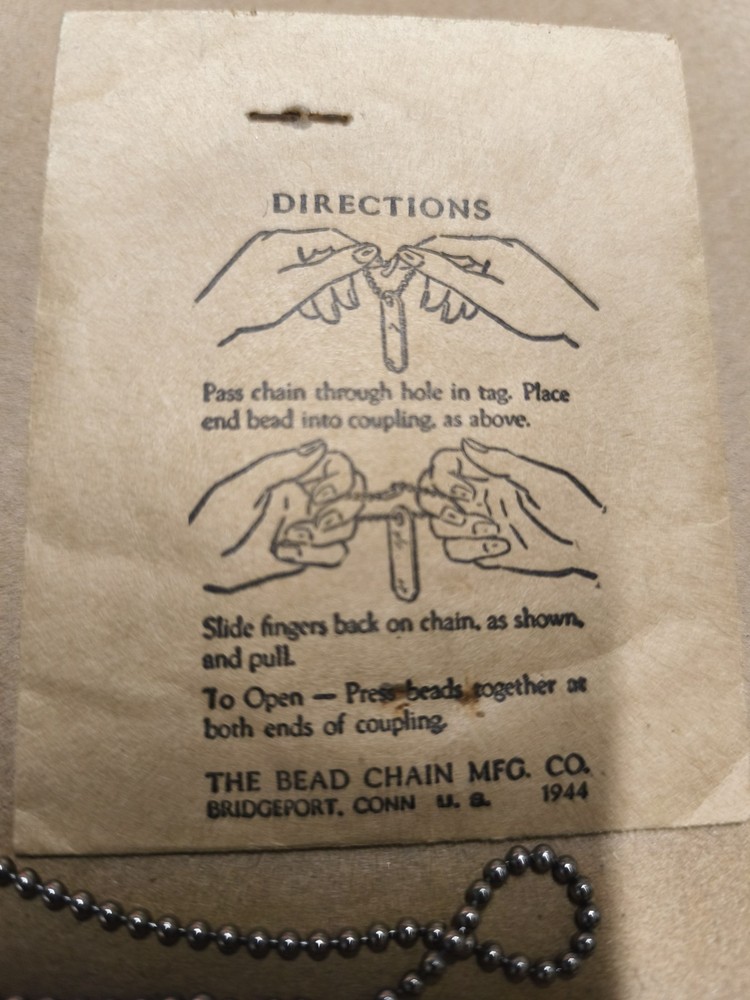 DIRECTIONS
Pass chain through hole in tag. Place
end bead into coupling, as above.
Slide fingers back on chain, as shown,
and pull.
To Open — Press beads together at
both ends of coupling.
THE BEAD CHAIN MFG. CO.
BRIDGEPORT, CONN U. S. 1944